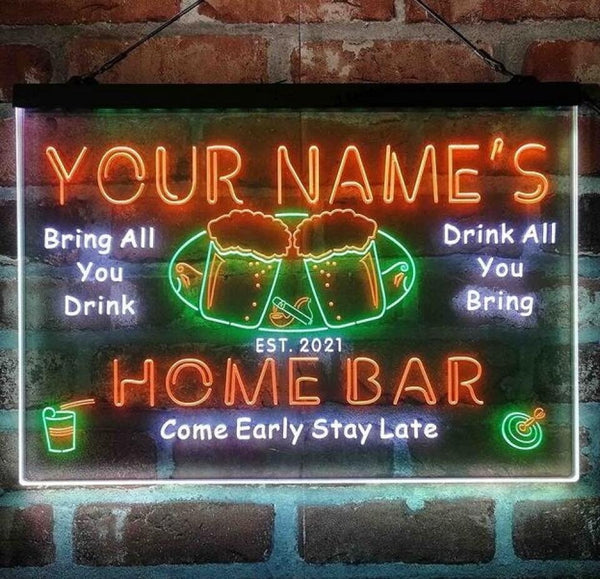 YOUR NAME'S
Bring All
You
Drink
Drink All
You
Bring
EST. 2021
HOME BAR
Come Early Stay Late